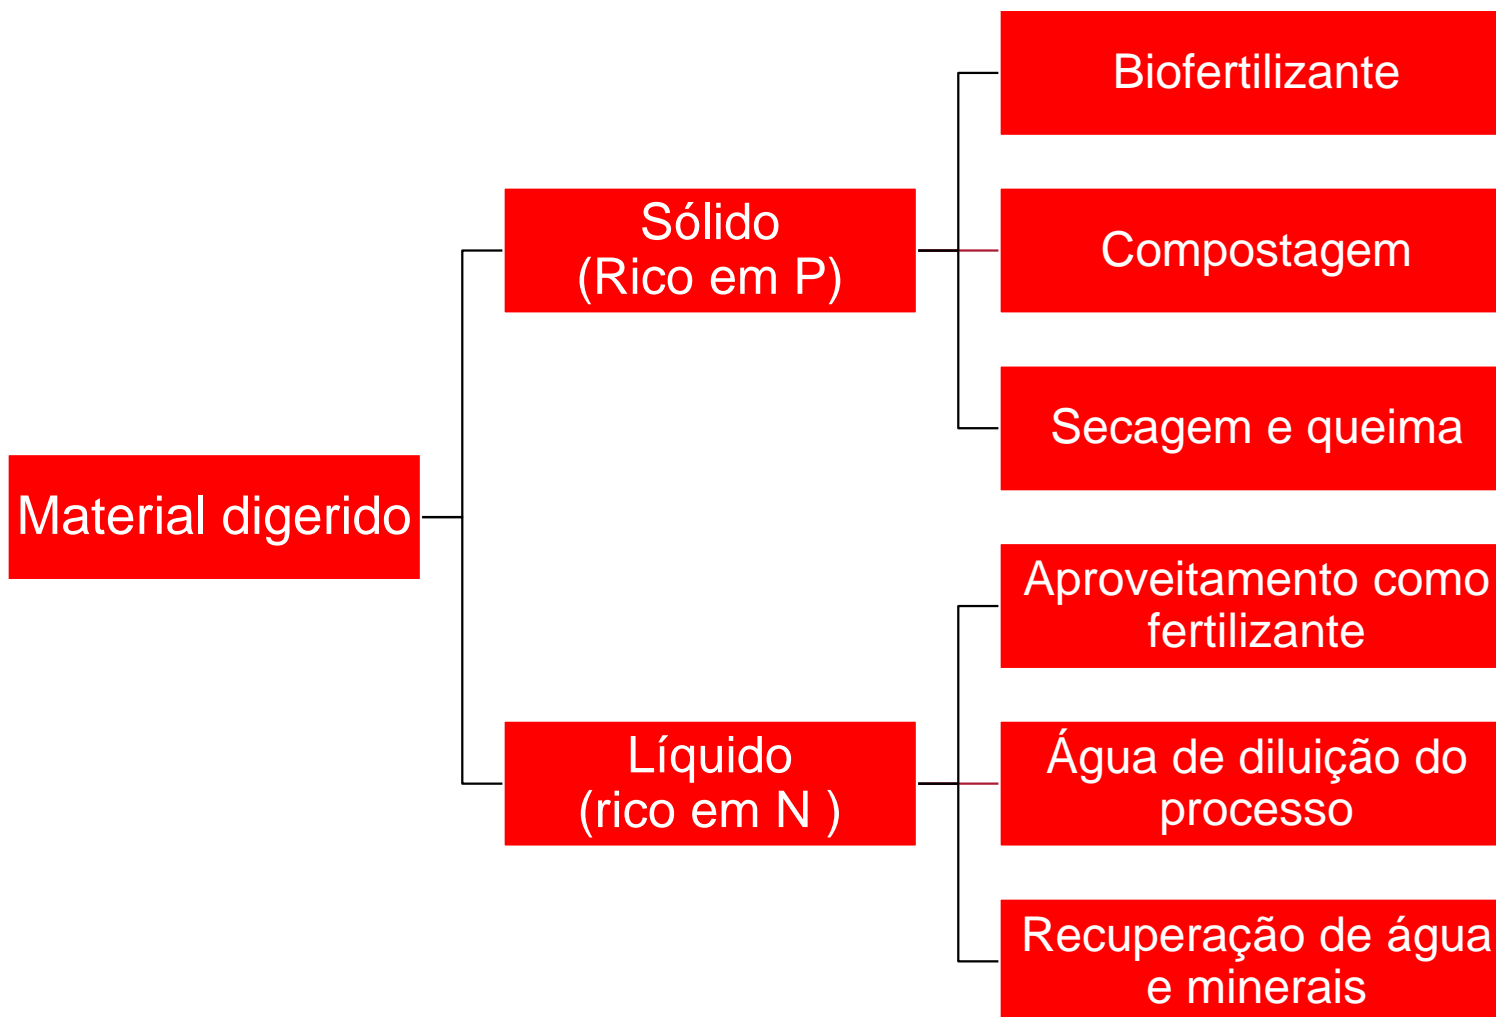 Material digerido
Sólido
(Rico em P)
Biofertilizante
Compostagem
Secagem e queima
Líquido
(rico em N )
Aproveitamento como
fertilizante
Água de diluição do
processo
Recuperação de água
e minerais